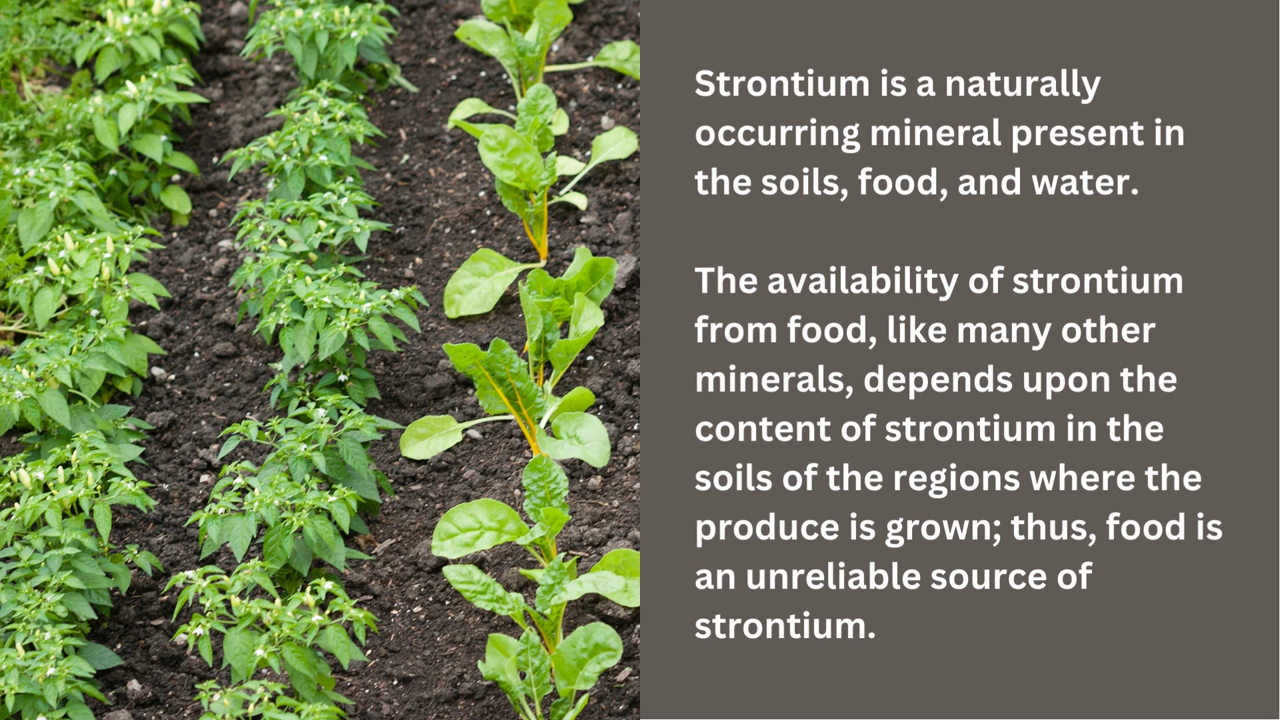 Strontium is a naturally
occurring mineral present in
the soils, food, and water.
The availability of strontium
from food, like many other
minerals, depends upon the
content of strontium in the
soils of the regions where the
produce is grown; thus, food is
an unreliable source of
strontium.